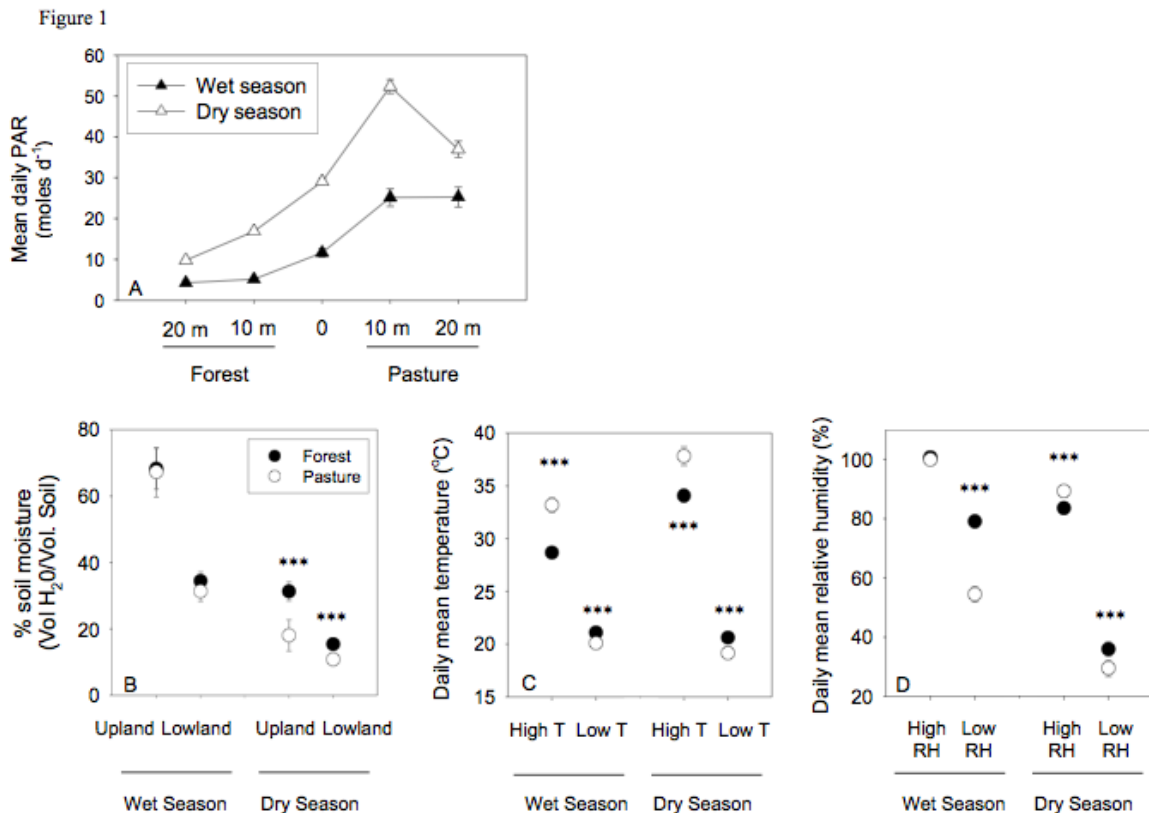 Figure 1
60
50
40
30
20
10
0
Mean daily PAR
(moles d-1)
Wet season
Dry season
A
20 m 10 m 0 10 m 20 m
Forest Pasture
80
60
40
20
0
% soil moisture
(Vol H20/Vol. Soil)
Forest
Pasture
***
***
B
Upland Lowland Upland Lowland
Wet Season Dry Season
40
35
30
25
20
15
Daily mean temperature (oC)
***
***
***
***
C
High T Low T High T Low T
Wet Season Dry Season
100
80
60
40
20
Daily mean relative humidity (%)
***
***
***
D
High Low High Low
RH RH RH RH
Wet Season Dry Season